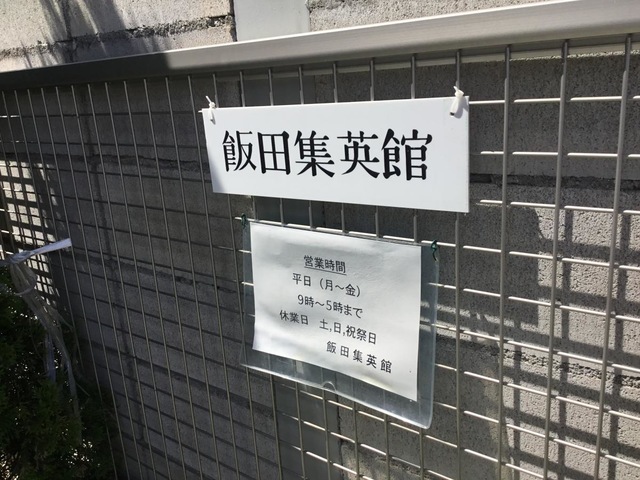 飯田集英館
営業時間
平日（月～金）
9時～5時まで
休業日　土,日,祝祭日
飯田集英館